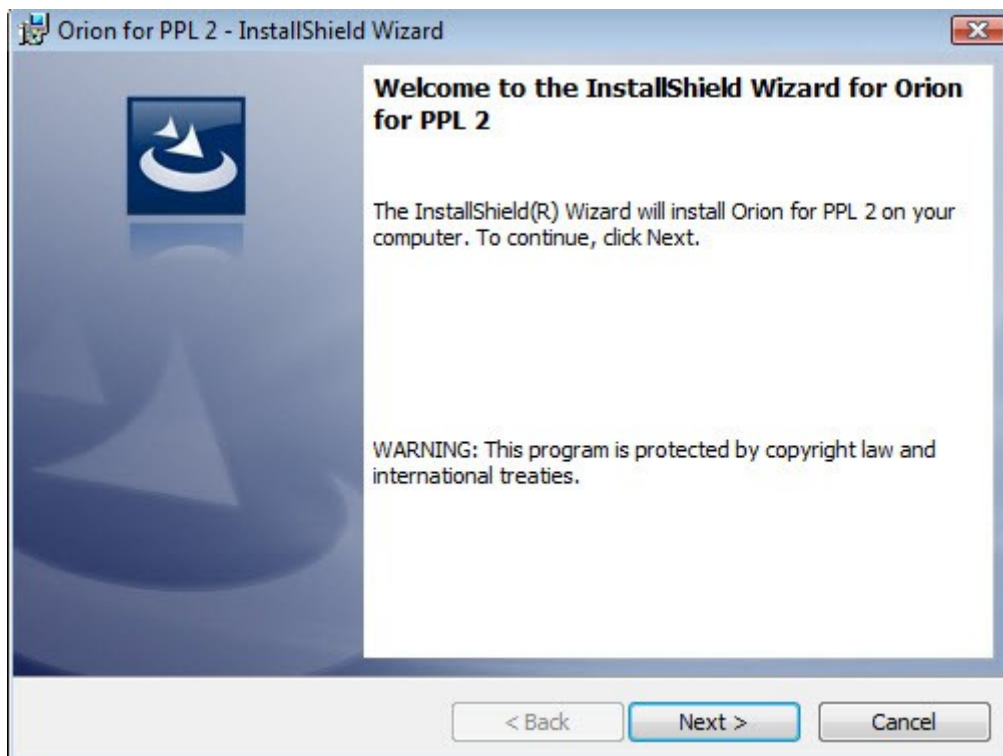 Orion for PPL 2 - InstallShield Wizard
Welcome to the InstallShield Wizard for Orion
for PPL 2
The InstallShield(R) Wizard will install Orion for PPL 2 on your
computer. To continue, click Next.
WARNING: This program is protected by copyright law and
international treaties.
< Back
Next >
Cancel